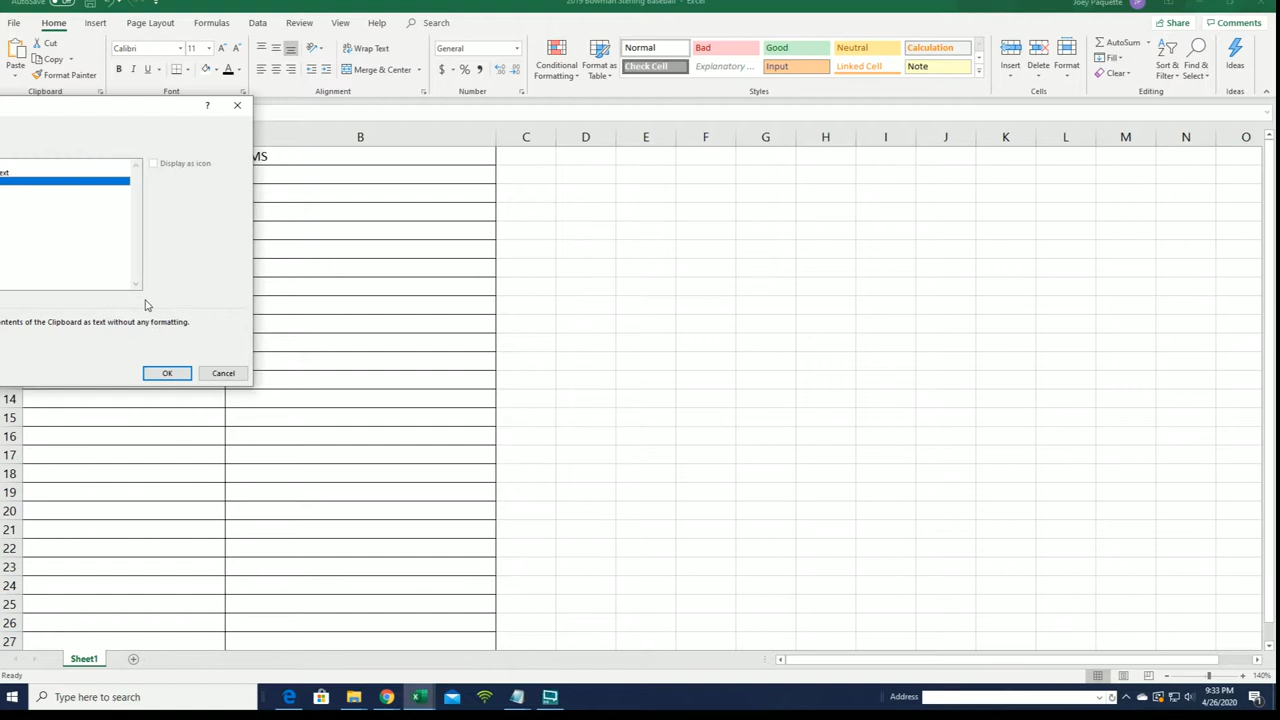 AutoSave
2019 Bowman Sterling Baseball - Excel
Joey Paquette
JP
File Home Insert Page Layout Formulas Data Review View Help Search
Share Comments
Paste
Cut
Copy
Format Painter
Clipboard
Calibri 11
B I U
Font
Wrap Text
Merge & Center
Alignment
General
$ % 9
Number
Conditional Formatting
Format as Table
Normal Bad Good Neutral Calculation
Check Cell Explanatory ... Input Linked Cell Note
Styles
Insert Delete Format
Cells
AutoSum
Fill
Clear
Sort & Filter
Find & Select
Editing
Ideas
Ideas
? ×
B C D E F G H I J K L M N O
MS
ext
Display as icon
ntents of the Clipboard as text without any formatting.
OK Cancel
14
15
16
17
18
19
20
21
22
23
24
25
26
27
Sheet1
Ready
140%
Type here to search
Address
9:33 PM
4/26/2020
1